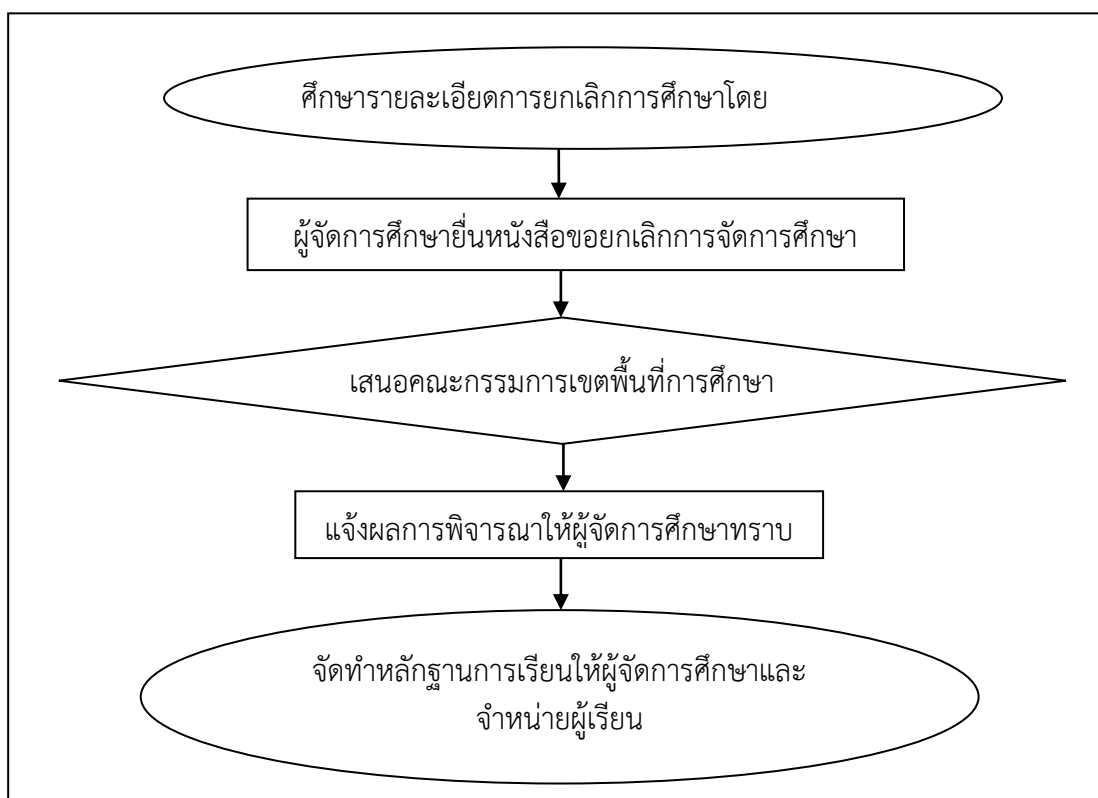 ศึกษารายละเอียดการยกเลิกการศึกษาโดย
ผู้จัดการศึกษายื่นหนังสือขอยกเลิกการจัดการศึกษา
เสนอคณะกรรมการเขตพื้นที่การศึกษา
แจ้งผลการพิจารณาให้ผู้จัดการศึกษาทราบ
จัดทำหลักฐานการเรียนให้ผู้จัดการศึกษาและ
จำหน่ายผู้เรียน